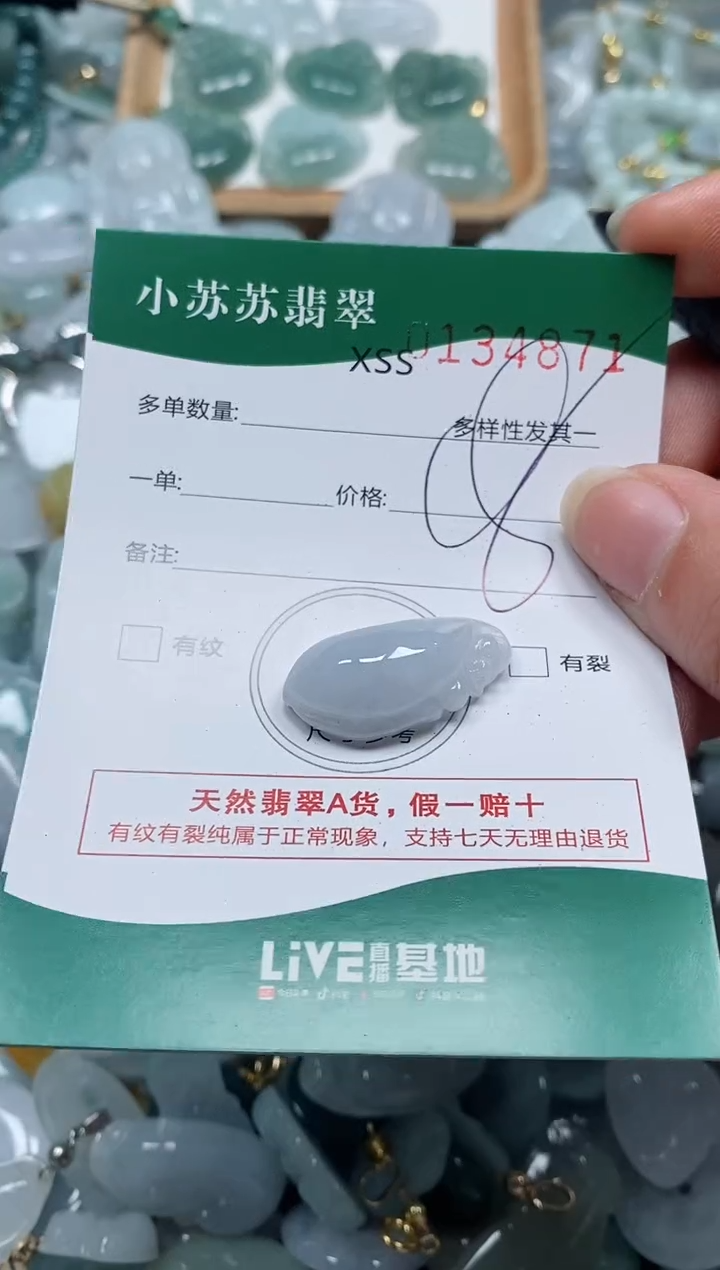 小苏苏翡翠
XSS 0134871
多单数量:
多样性发其一
一单: 价格:
备注:
有纹 有裂
天然翡翠A货，假一赔十
有纹有裂纯属于正常现象，支持七天无理由退货
LiVE直播基地